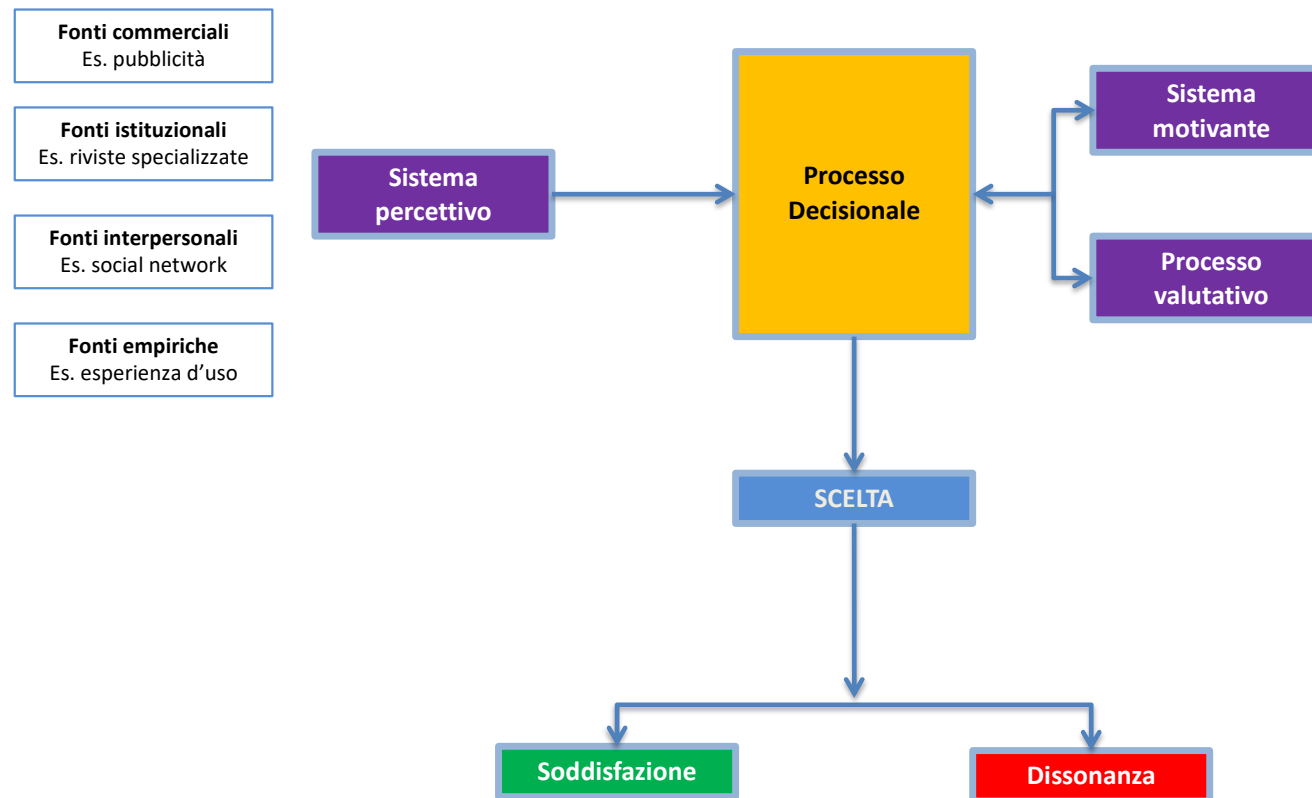 Fonti commerciali
Es. pubblicità
Fonti istituzionali
Es. riviste specializzate
Fonti interpersonali
Es. social network
Fonti empiriche
Es. esperienza d’uso
Sistema
percettivo
Processo
Decisionale
Sistema
motivante
Processo
valutativo
SCELTA
Soddisfazione
Dissonanza